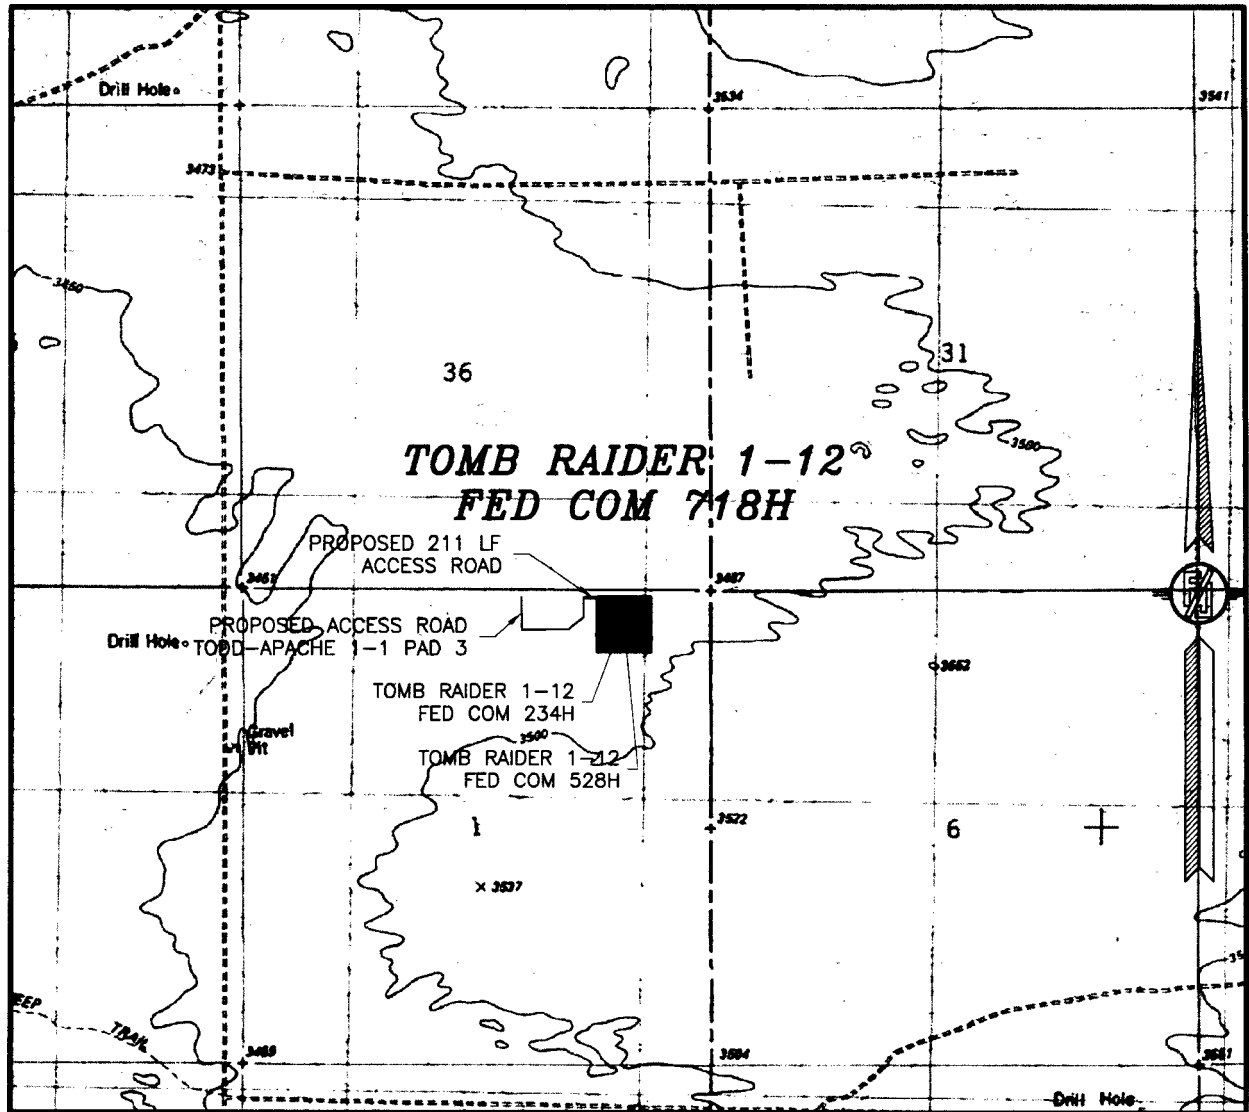 Drill Hole
3534
3541
3473
3450
36
31
TOMB RAIDER 1-12
FED COM 718H
3500
PROPOSED 211 LF
ACCESS ROAD
3487
PROPOSED ACCESS ROAD
TODD-APACHE 1-1 PAD 3
Drill Hole
3552
TOMB RAIDER 1-12
FED COM 234H
3500
Gravel
Pit
TOMB RAIDER 1-12
FED COM 528H
1
3522
6
3537
EEP
TRAIL
3504
3551
Drill Hole